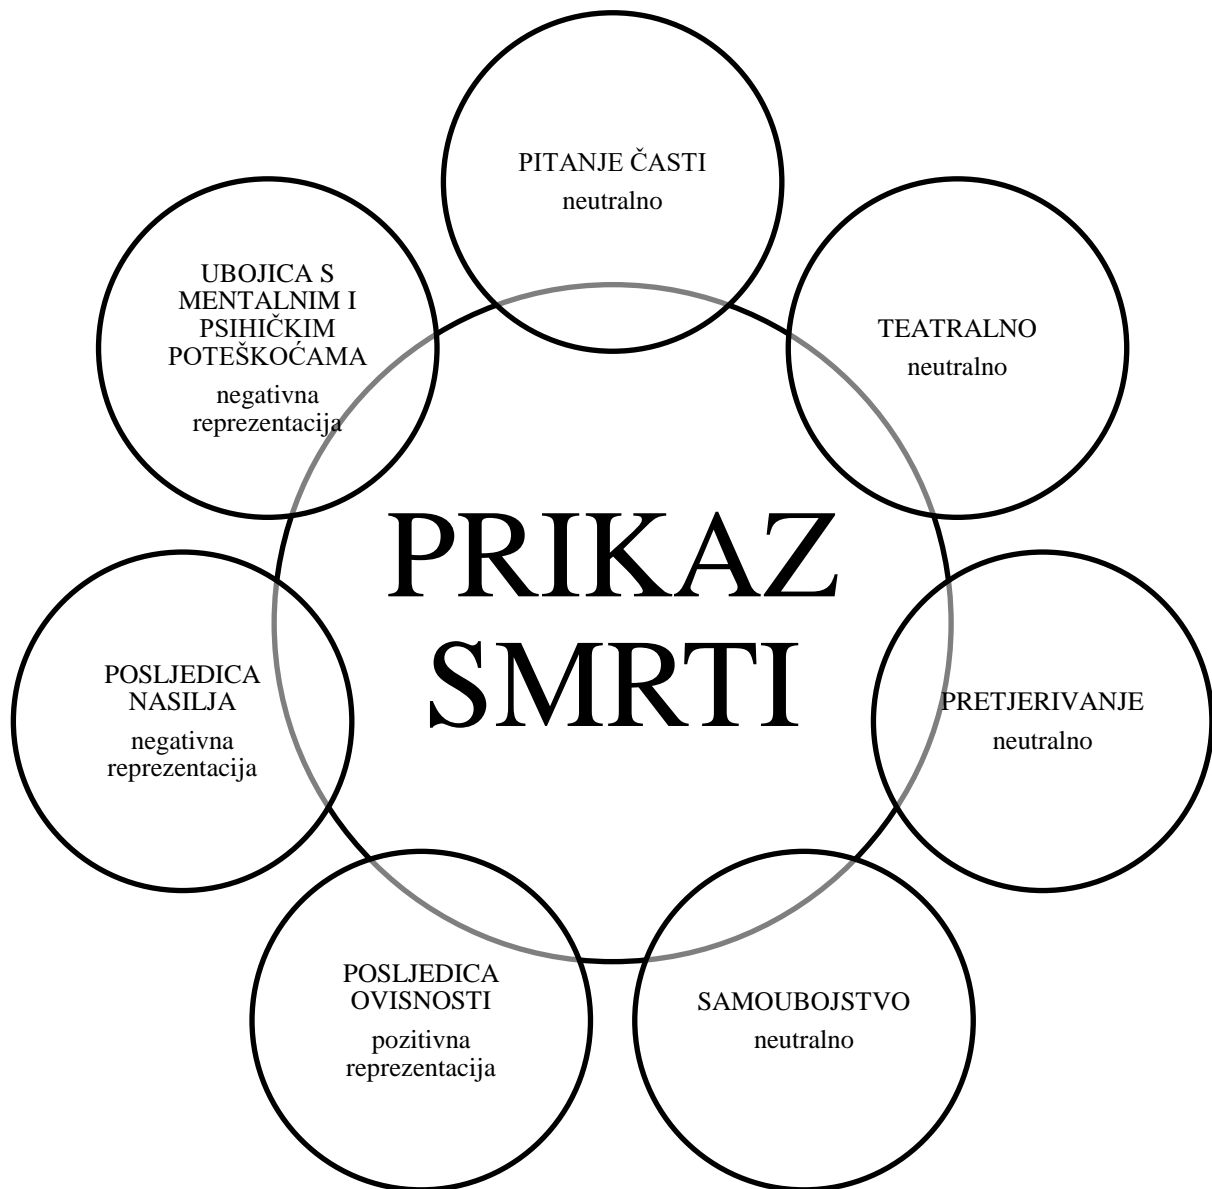 PITANJE ČASTI
neutralno
TEATRALNO
neutralno
PRETJERIVANJE
neutralno
SAMOUBOJSTVO
neutralno
POSLJEDICA
OVISNOSTI
pozitivna
reprezentacija
POSLJEDICA
NASILJA
negativna
reprezentacija
UBOJICA S
MENTALNIM I
PSIHIČKIM
POTEŠKOĆAMA
negativna
reprezentacija
PRIKAZ
SMRTI